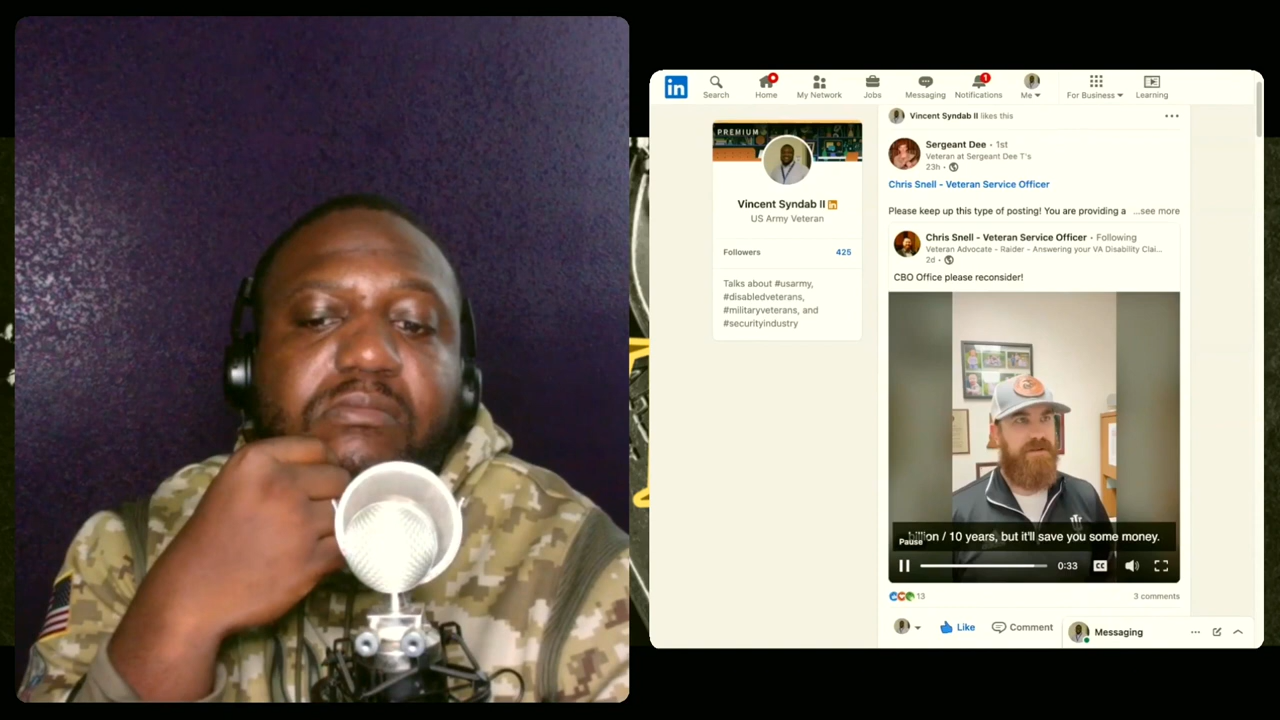 in
Search
Home
My Network
Jobs
Messaging
1
Notifications
Me
For Business
Learning
PREMIUM
Vincent Syndab II in
US Army Veteran
Followers 425
Talks about #usarmy,
#disabledveterans,
#militaryveterans, and
#securityindustry
Vincent Syndab II likes this
Sergeant Dee • 1st
Veteran at Sergeant Dee T's
23h •
Chris Snell - Veteran Service Officer
Please keep up this type of posting! You are providing a ...see more
Chris Snell - Veteran Service Officer • Following
Veteran Advocate - Raider - Answering your VA Disability Clai...
2d •
CBO Office please reconsider!
/ 10 years, but it'll save you some money.
Pause
0:33
CC
13
3 comments
Like
Comment
Messaging